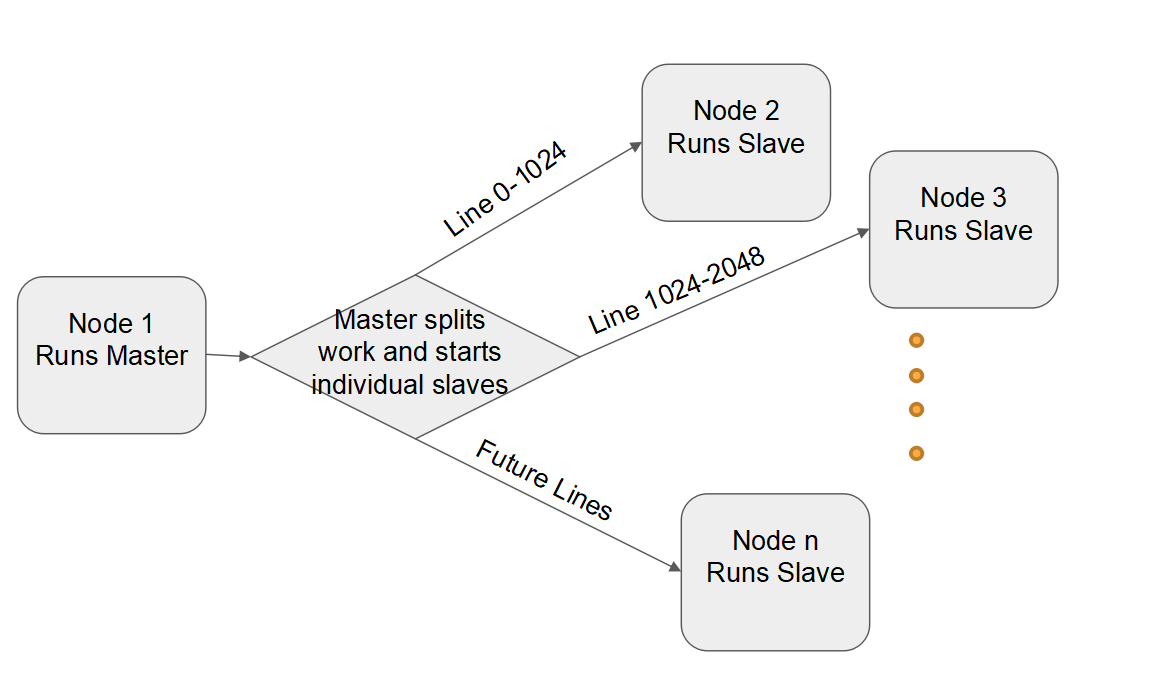 Node 2
Runs Slave
Line 0-1024
Node 3
Runs Slave
Line 1024-2048
Node 1
Runs Master
Master splits
work and starts
individual slaves
Future Lines
Node n
Runs Slave